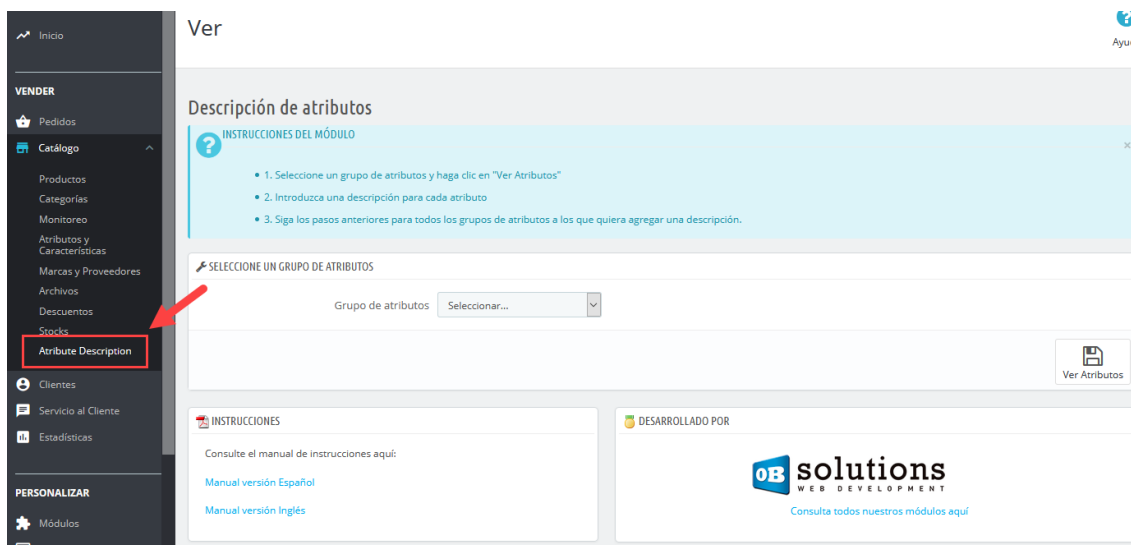 Inicio
VENDER
Pedidos
Catálogo
Productos
Categorías
Monitoreo
Atributos y
Características
Marcas y Proveedores
Archivos
Descuentos
Stocks
Atribute Description
Clientes
Servicio al Cliente
Estadísticas
PERSONALIZAR
Módulos
Ver
Descripción de atributos
INSTRUCCIONES DEL MÓDULO
1. Seleccione un grupo de atributos y haga clic en "Ver Atributos"
2. Introduzca una descripción para cada atributo
3. Siga los pasos anteriores para todos los grupos de atributos a los que quiera agregar una descripción.
SELECCIONE UN GRUPO DE ATRIBUTOS
Grupo de atributos Seleccionar...
Ver Atributos
INSTRUCCIONES
Consulte el manual de instrucciones aquí:
Manual versión Español
Manual versión Inglés
DESARROLLADO POR
OB solutions
WEB DEVELOPMENT
Consulta todos nuestros módulos aquí